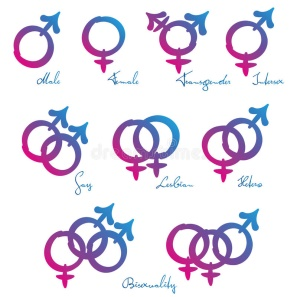 Male Female Transgender Intersex
Gay Lesbian Hetero
Bisexuality